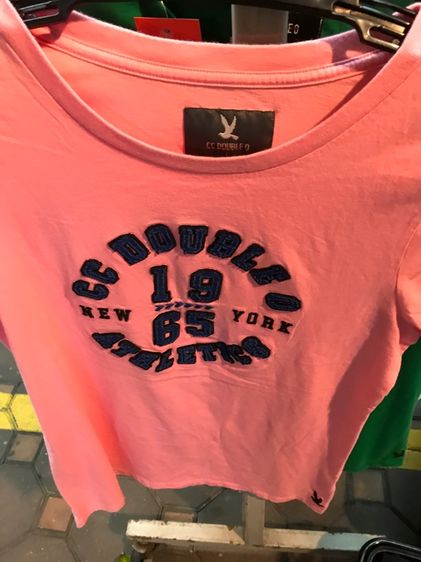 CC DOUBLE O
CC DOUBLE O
19
NEW YORK
65
ATHLETICS